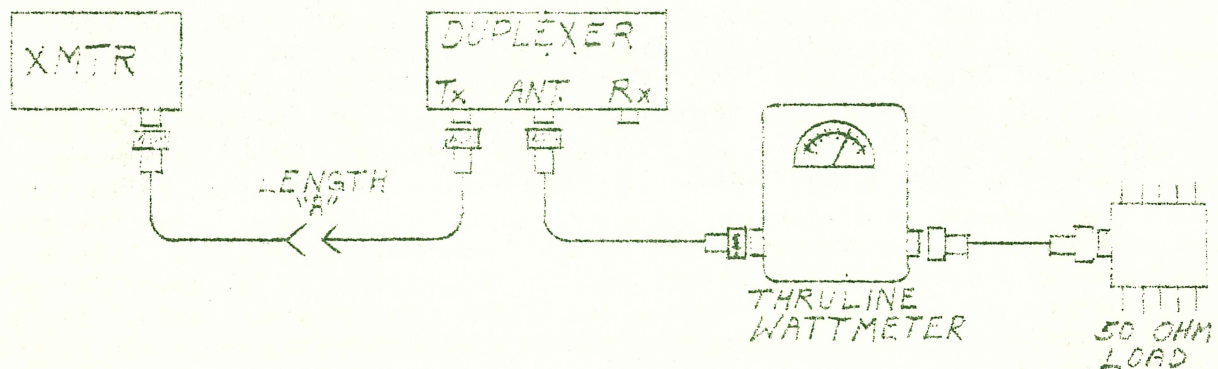 XMTR
DUPLEXER
Tx ANT. Rx
LENGTH
"A"
THRULINE
WATTMETER
50 OHM
LOAD